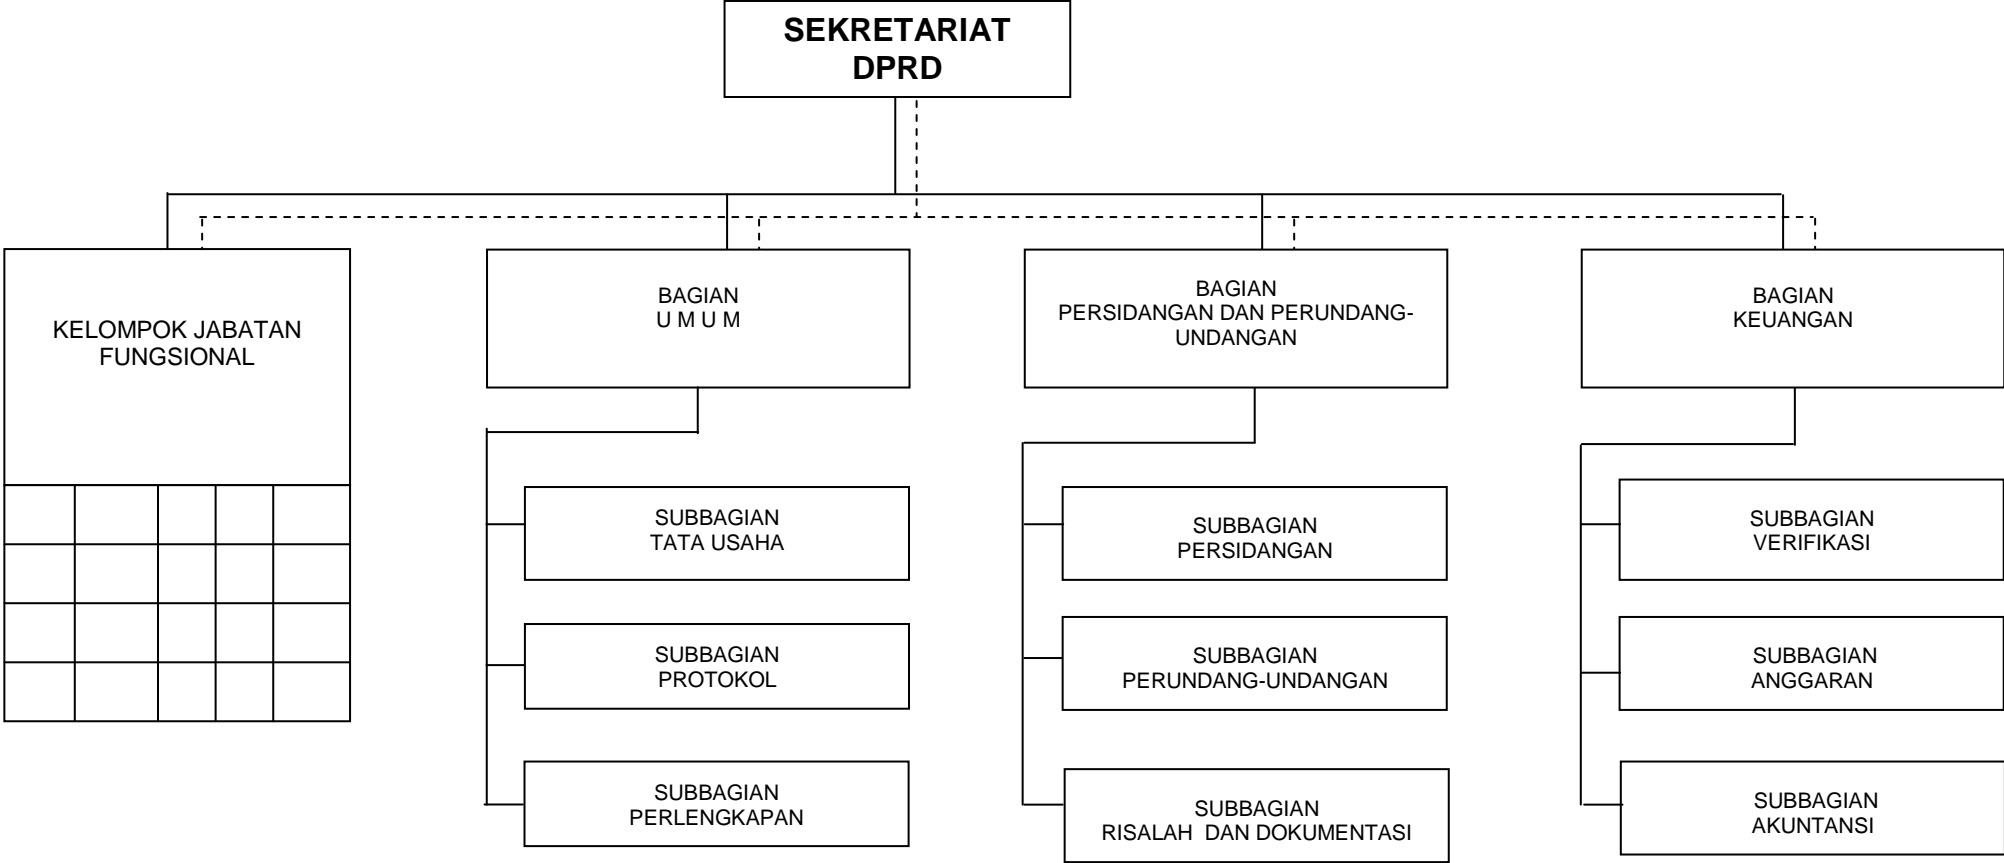 SEKRETARIAT
DPRD
KELOMPOK JABATAN
FUNGSIONAL
BAGIAN
U M U M
BAGIAN
PERSIDANGAN DAN PERUNDANG-
UNDANGAN
BAGIAN
KEUANGAN
SUBBAGIAN
TATA USAHA
SUBBAGIAN
PROTOKOL
SUBBAGIAN
PERLENGKAPAN
SUBBAGIAN
PERSIDANGAN
SUBBAGIAN
PERUNDANG-UNDANGAN
SUBBAGIAN
RISALAH DAN DOKUMENTASI
SUBBAGIAN
VERIFIKASI
SUBBAGIAN
ANGGARAN
SUBBAGIAN
AKUNTANSI